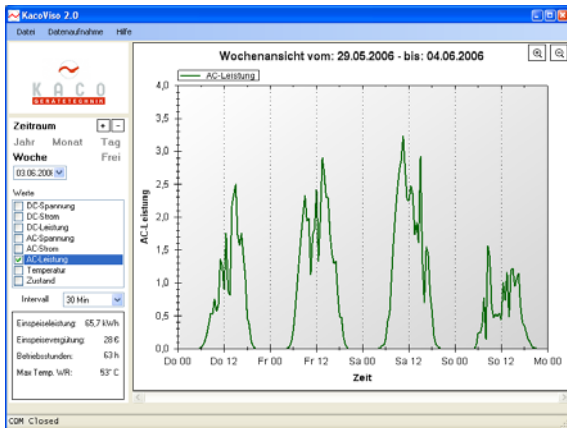 KacoViso 2.0
Datei Datenaufnahme Hilfe
KACO
GERÄTETECHNIK
Zeitraum + -
Jahr Monat Tag
Woche Frei
03.06.200
Werte
DC-Spannung
DC-Strom
DC-Leistung
AC-Spannung
AC-Strom
AC-Leistung
Temperatur
Zustand
Intervall 30 Min
Einspeiseleistung: 65,7 kWh
Einspeisevergütung: 28 €
Betriebsstunden: 63 h
Max Temp. WR: 53° C
Wochenansicht vom: 29.05.2006 - bis: 04.06.2006
AC-Leistung
AC-Leistung
4,0
3,5
3,0
2,5
2,0
1,5
1,0
0,5
0,0
Do 00 Do 12 Fr 00 Fr 12 Sa 00 Sa 12 So 00 So 12 Mo 00
Zeit
COM Closed